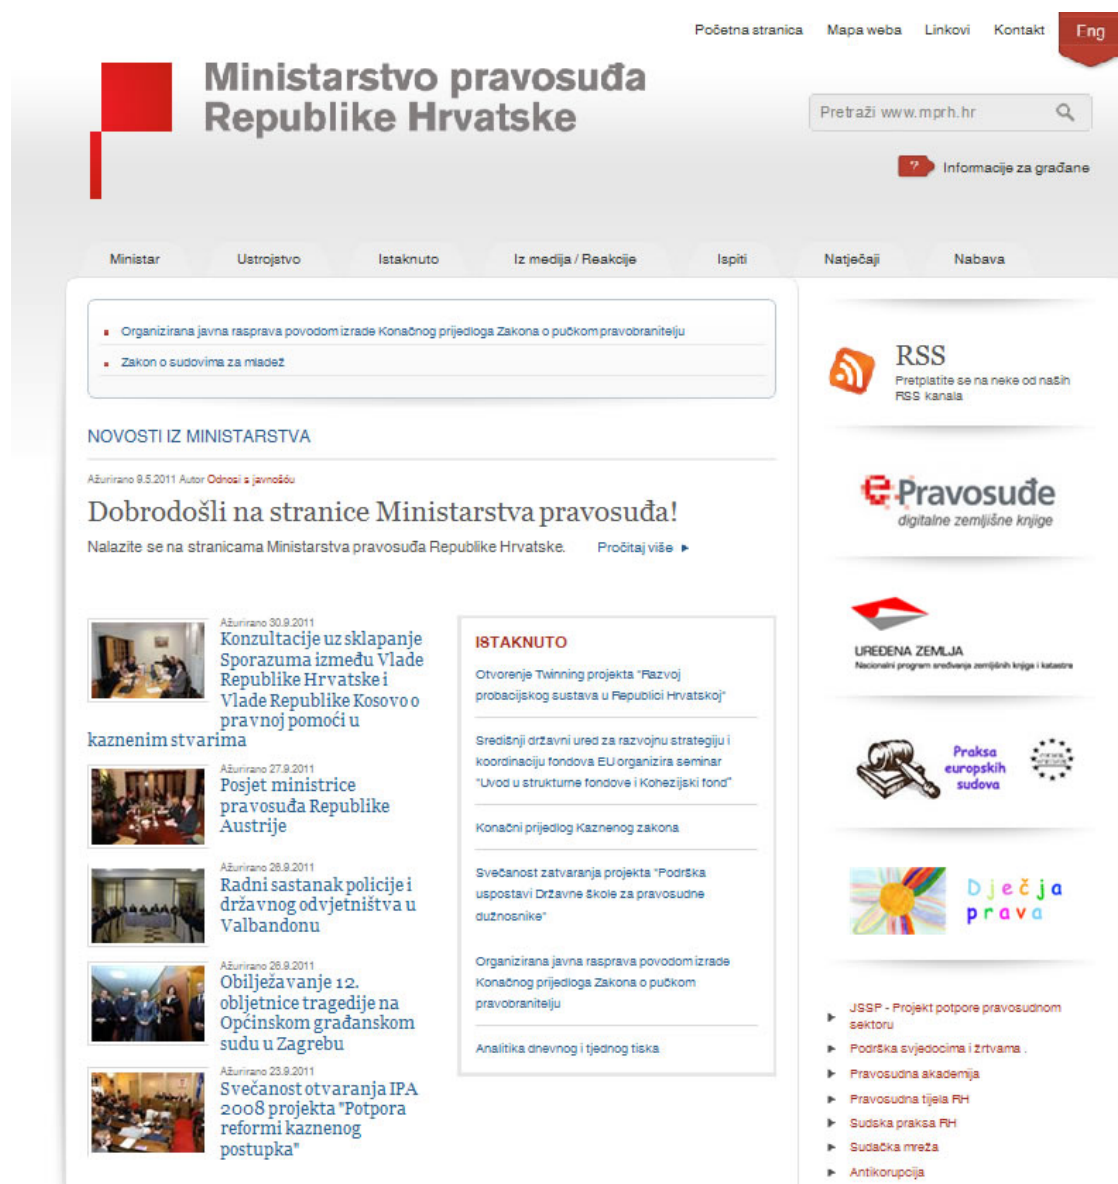 Početna stranica Mapa weba Linkovi Kontakt Eng
Ministarstvo pravosuđa
Republike Hrvatske
Pretraži www.mprh.hr
? Informacije za građane
Ministar Ustrojstvo Istaknuto Iz medija / Reakcije Ispiti Natječaji Nabava
Organizirana javna rasprava povodom izrade Konačnog prijedloga Zakona o pučkom pravobranitelju
Zakon o sudovima za mladež
NOVOSTI IZ MINISTARSTVA
Ažurirano 9.5.2011 Autor Odnosi s javnošću
Dobrodošli na stranice Ministarstva pravosuđa!
Nalazite se na stranicama Ministarstva pravosuđa Republike Hrvatske. Pročitaj više
Ažurirano 30.9.2011
Konzultacije uz sklapanje
Sporazuma između Vlade
Republike Hrvatske i
Vlade Republike Kosovo o
pravnoj pomoći u
kaznenim stvarima
Ažurirano 27.9.2011
Posjet ministrice
pravosuđa Republike
Austrije
Ažurirano 26.9.2011
Radni sastanak policije i
državnog odvjetništva u
Valbandonu
Ažurirano 26.9.2011
Obilježavanje 12.
obljetnice tragedije na
Općinskom građanskom
sudu u Zagrebu
Ažurirano 23.9.2011
Svečanost otvaranja IPA
2008 projekta "Potpora
reformi kaznenog
postupka"
ISTAKNUTO
Otvorenje Twinning projekta "Razvoj
probacijskog sustava u Republici Hrvatskoj"
Središnji državni ured za razvojnu strategiju i
koordinaciju fondova EU organizira seminar
"Uvod u strukturne fondove i Kohezijski fond"
Konačni prijedlog Kaznenog zakona
Svečanost zatvaranja projekta "Podrška
uspostavi Državne škole za pravosudne
dužnosnike"
Organizirana javna rasprava povodom izrade
Konačnog prijedloga Zakona o pučkom
pravobranitelju
Analitika dnevnog i tjednog tiska
RSS
Pretplatite se na neke od naših
RSS kanala
e-Pravosuđe
digitalne zemljišne knjige
UREĐENA ZEMLJA
Nacionalni program sređivanja zemljišnih knjiga i katastra
Praksa
europskih
sudova
Dječja
prava
JSSP - Projekt potpore pravosudnom
sektoru
Podrška svjedocima i žrtvama .
Pravosudna akademija
Pravosudna tijela RH
Sudska praksa RH
Sudačka mreža
Antikorupcija